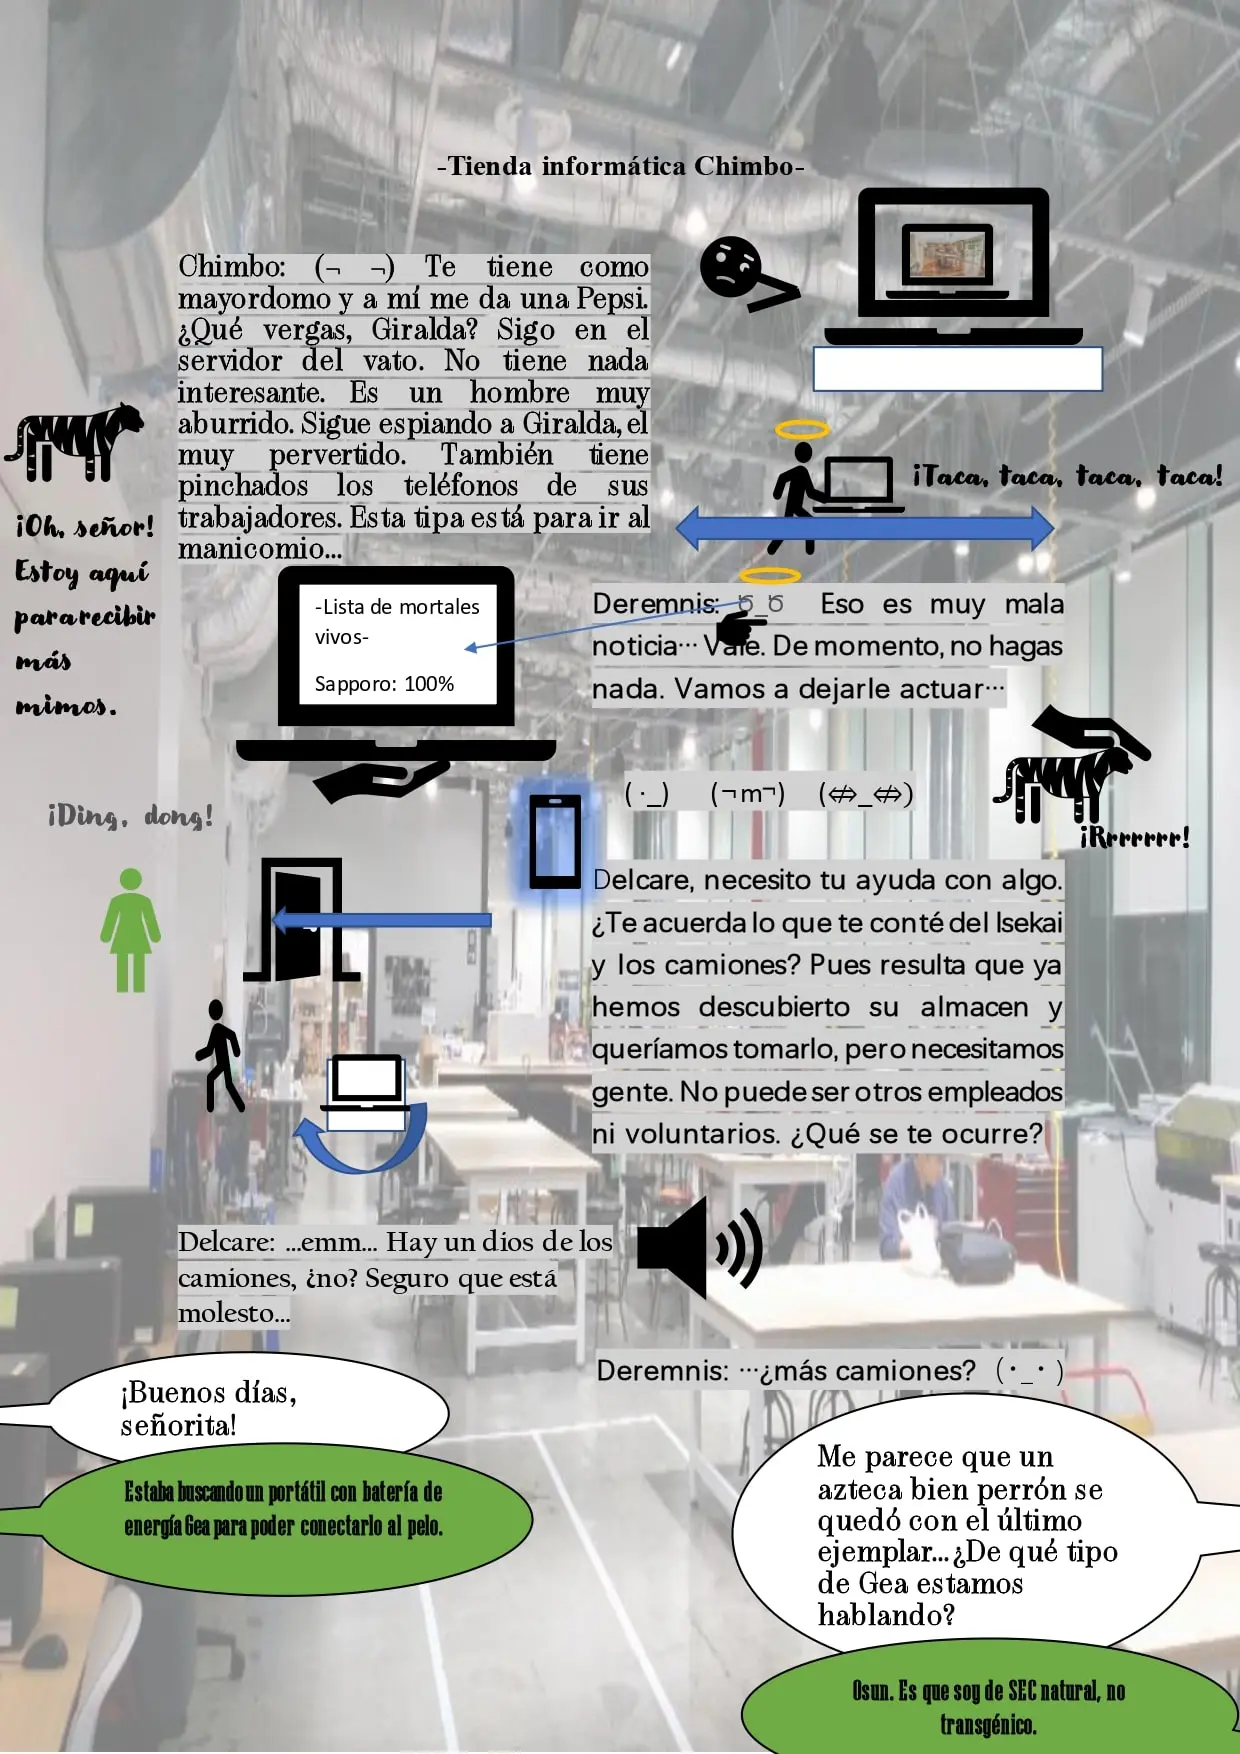 -Tienda informática Chimbo-
Chimbo: (¬ ¬) Te tiene como
mayordomo y a mí me da una Pepsi.
¿Qué vergas, Giralda? Sigo en el
servidor del vato. No tiene nada
interesante. Es un hombre muy
aburrido. Sigue espiando a Giralda, el
muy pervertido. También tiene
pinchados los teléfonos de sus
trabajadores. Esta tipa está para ir al
manicomio...
¡Oh, señor!
Estoy aquí
para recibir
más
mimos.
¡Taca, taca, taca, taca!
-Lista de mortales
vivos-
Sapporo: 100%
Deremnis: Ծ_Ծ Eso es muy mala
noticia… Vale. De momento, no hagas
nada. Vamos a dejarle actuar…
( ·_) (¬m¬) (⇎_⇎)
¡Rrrrrrr!
¡Ding, dong!
Delcare, necesito tu ayuda con algo.
¿Te acuerda lo que te conté del Isekai
y los camiones? Pues resulta que ya
hemos descubierto su almacen y
queríamos tomarlo, pero necesitamos
gente. No puede ser otros empleados
ni voluntarios. ¿Qué se te ocurre?
Delcare: ...emm... Hay un dios de los
camiones, ¿no? Seguro que está
molesto...
Deremnis: …¿más camiones? (·_·)
¡Buenos días,
señorita!
Estaba buscando un portátil con batería de
energía Gea para poder conectarlo al pelo.
Me parece que un
azteca bien perrón se
quedó con el último
ejemplar... ¿De qué tipo
de Gea estamos
hablando?
Osun. Es que soy de SEC natural, no
transgénico.